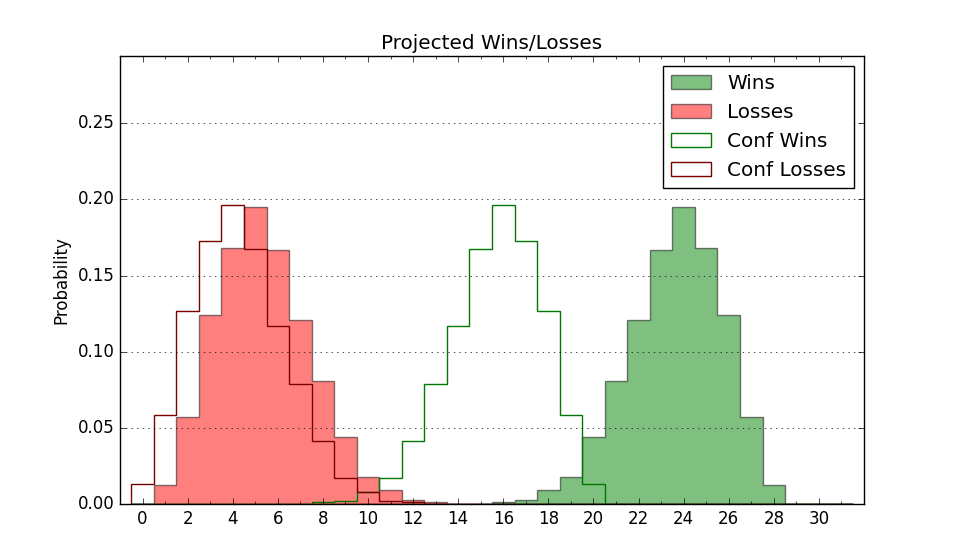 Projected Wins/Losses
Wins
Losses
Conf Wins
Conf Losses
Probability
0.25
0.20
0.15
0.10
0.05
0.00
0 2 4 6 8 10 12 14 16 18 20 22 24 26 28 30